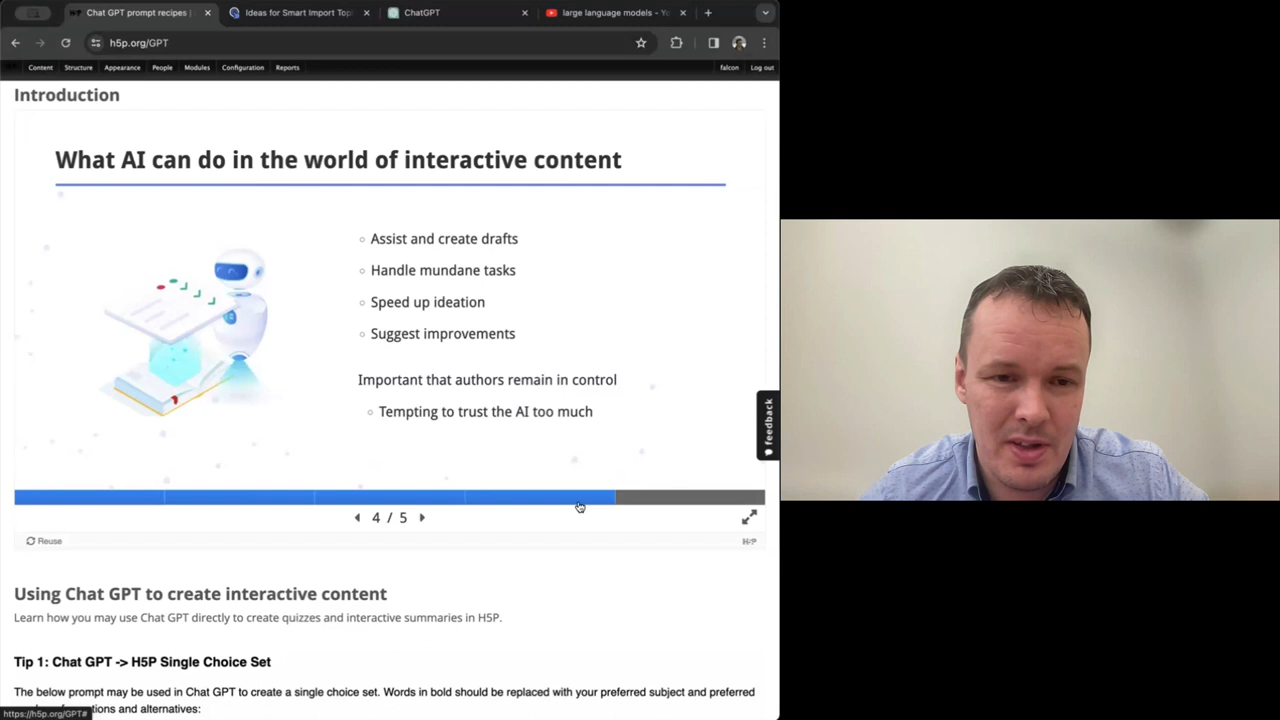 Chat GPT prompt recipes |
Ideas for Smart Import Top
ChatGPT
large language models - Yo
h5p.org/GPT
Content Structure Appearance People Modules Configuration Reports falcon Log out
Introduction
What AI can do in the world of interactive content
Assist and create drafts
Handle mundane tasks
Speed up ideation
Suggest improvements
Important that authors remain in control
Tempting to trust the AI too much
feedback
4 / 5
Reuse
H5P
Using Chat GPT to create interactive content
Learn how you may use Chat GPT directly to create quizzes and interactive summaries in H5P.
Tip 1: Chat GPT -> H5P Single Choice Set
The below prompt may be used in Chat GPT to create a single choice set. Words in bold should be replaced with your preferred subject and preferred
tions and alternatives:
https://h5p.org/GPT#